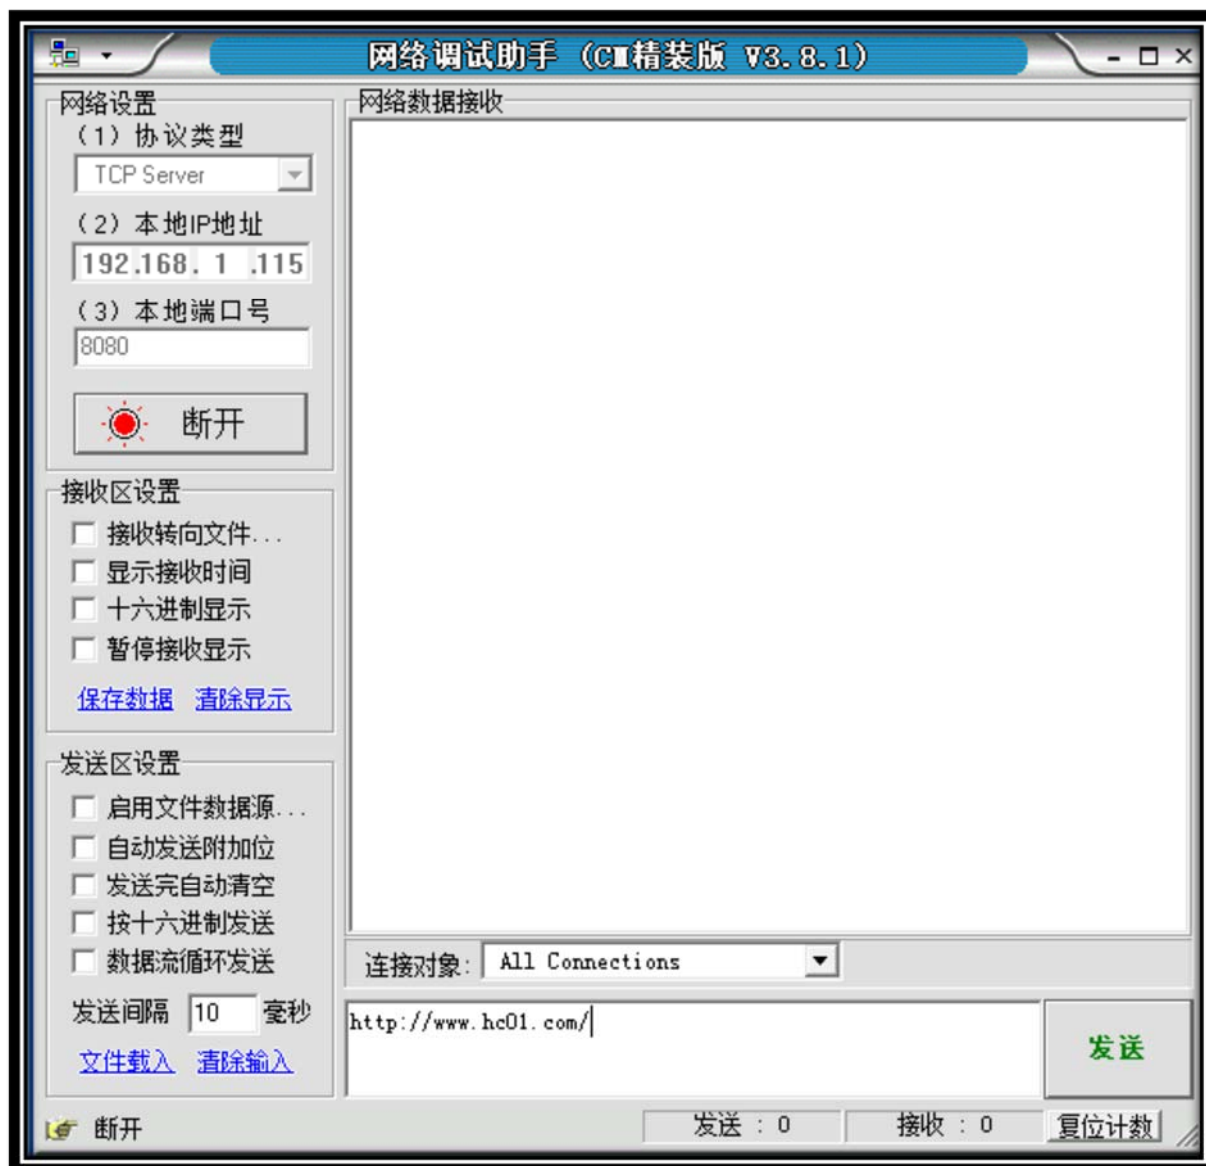 网络调试助手 (CM精装版 V3.8.1)
网络设置
(1) 协议类型
TCP Server
(2) 本地IP地址
192.168. 1 .115
(3) 本地端口号
8080
断开
接收区设置
接收转向文件...
显示接收时间
十六进制显示
暂停接收显示
保存数据 清除显示
发送区设置
启用文件数据源...
自动发送附加位
发送完自动清空
按十六进制发送
数据流循环发送
发送间隔 10 毫秒
文件载入 清除输入
网络数据接收
连接对象: All Connections
http://www.hc01.com/
发送
断开
发送 : 0 接收 : 0 复位计数